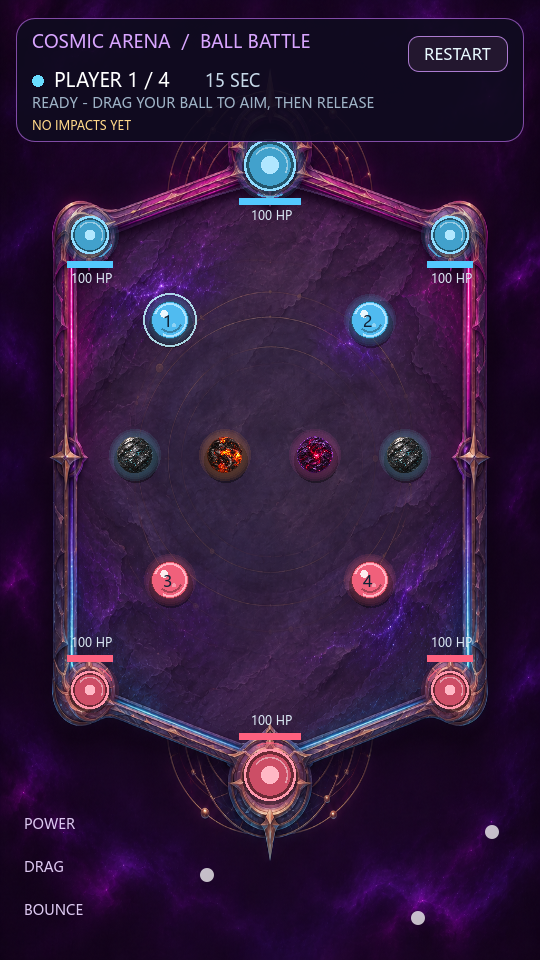 COSMIC ARENA / BALL BATTLE
RESTART
PLAYER 1 / 4 15 SEC
READY - DRAG YOUR BALL TO AIM, THEN RELEASE
NO IMPACTS YET
100 HP
100 HP
100 HP
1
2
3
4
100 HP
100 HP
100 HP
POWER
DRAG
BOUNCE